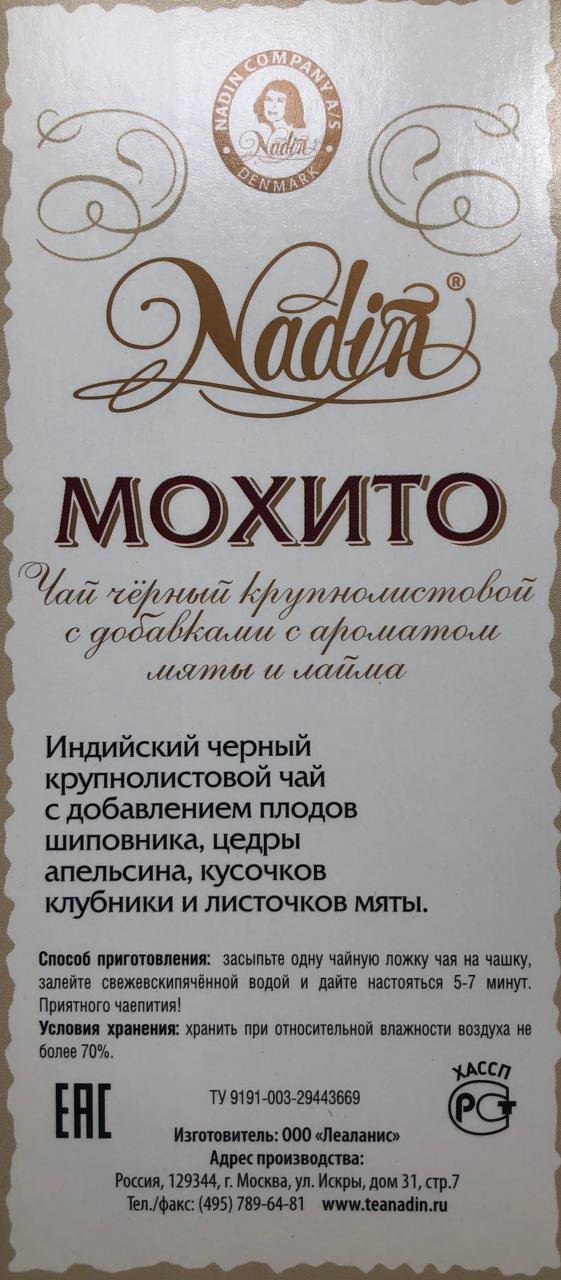 NADIN COMPANY A/S
Nadin
DENMARK
Nadin®
МОХИТО
Чай чёрный крупнолистовой
с добавками с ароматом
мяты и лайма
Индийский черный
крупнолистовой чай
с добавлением плодов
шиповника, цедры
апельсина, кусочков
клубники и листочков мяты.
Способ приготовления: засыпьте одну чайную ложку чая на чашку,
залейте свежевскипячённой водой и дайте настояться 5-7 минут.
Приятного чаепития!
Условия хранения: хранить при относительной влажности воздуха не
более 70%.
ХАССП
РСТ
ЕАС
ТУ 9191-003-29443669
Изготовитель: ООО «Леаланис»
Адрес производства:
Россия, 129344, г. Москва, ул. Искры, дом 31, стр.7
Тел./факс: (495) 789-64-81 www.teanadin.ru